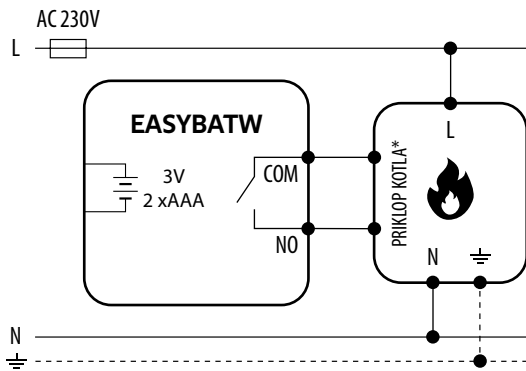 AC 230V
L
EASYBATW
3V
2 xAAA
COM
NO
PRIKLOP KOTLA*
L
N
N